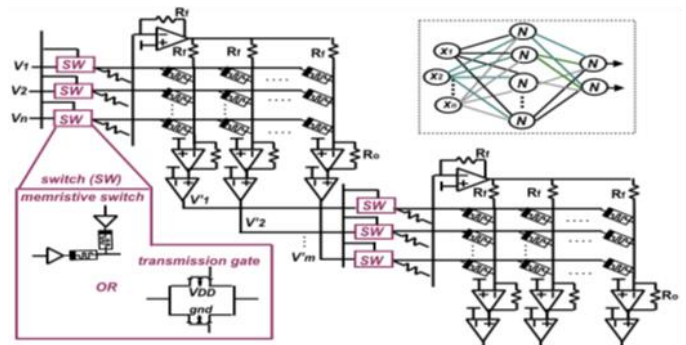 Rf
Rf Rf Rf
V1 SW
V2 SW
Vn SW
Ro
X1 X2 Xn
N N N N
N N
switch (SW)
memristive switch
OR
transmission gate
VDD
gnd
V'1
V'2
V'm
SW
SW
SW
Rf
Rf Rf Rf
Ro